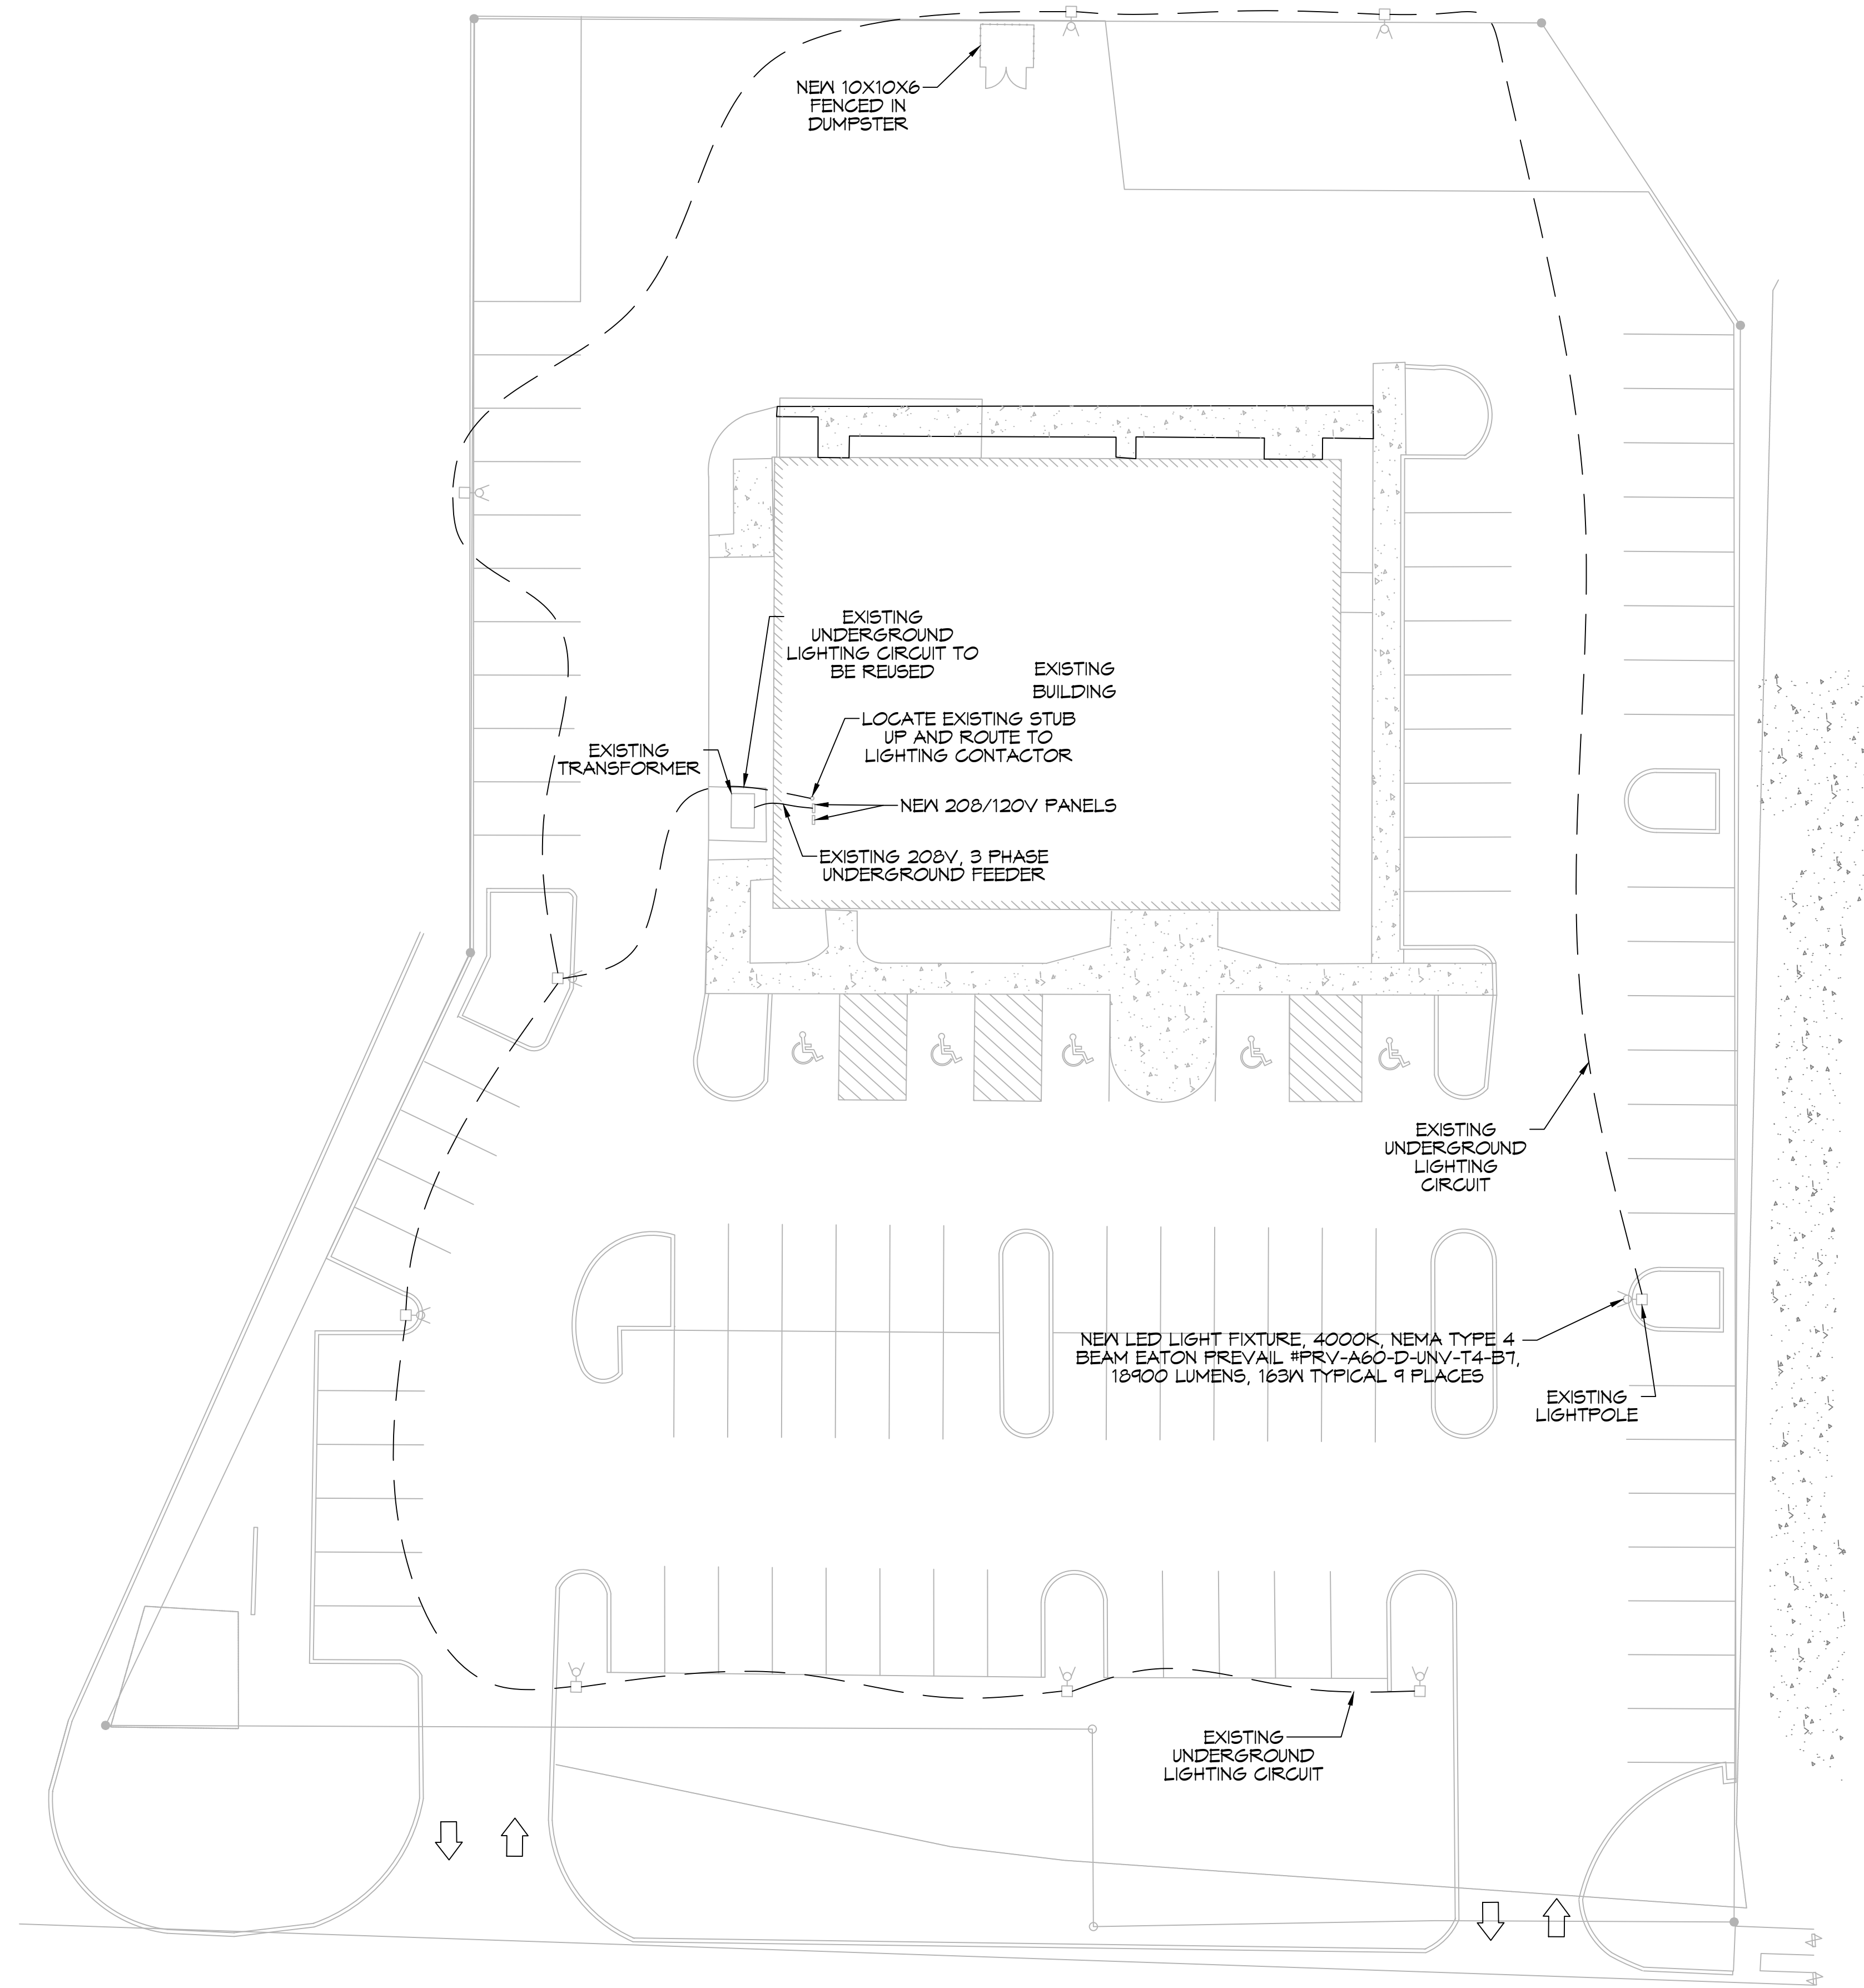 NEW 10X10X6
FENCED IN
DUMPSTER
EXISTING
UNDERGROUND
LIGHTING CIRCUIT TO
BE REUSED
EXISTING
BUILDING
LOCATE EXISTING STUB
UP AND ROUTE TO
LIGHTING CONTACTOR
EXISTING
TRANSFORMER
NEW 208/120V PANELS
EXISTING 208V, 3 PHASE
UNDERGROUND FEEDER
EXISTING
UNDERGROUND
LIGHTING
CIRCUIT
NEW LED LIGHT FIXTURE, 4000K, NEMA TYPE 4
BEAM EATON PREVAIL #PRV-A60-D-UNV-T4-B7,
18900 LUMENS, 163W TYPICAL 9 PLACES
EXISTING
LIGHTPOLE
EXISTING
UNDERGROUND
LIGHTING CIRCUIT